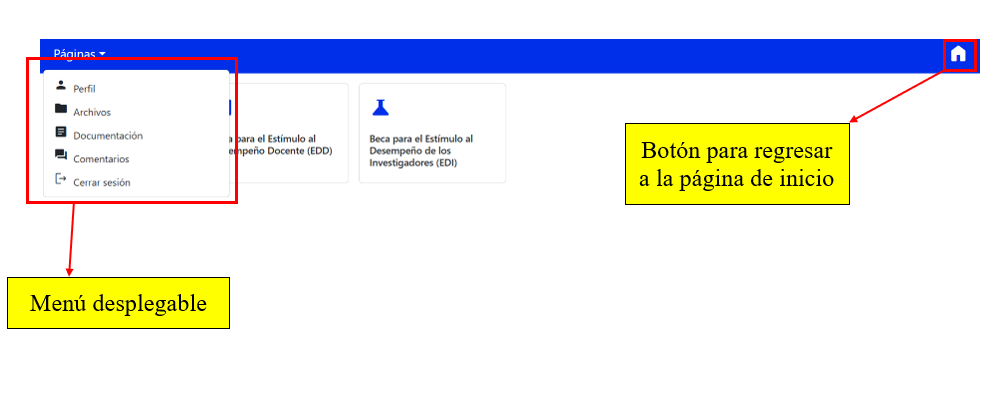 Páginas
Perfil
Archivos
Documentación
Comentarios
Cerrar sesión
para el Estímulo al
Docente (EDD)
Beca para el Estímulo al
Desempeño de los
Investigadores (EDI)
Botón para regresar
a la página de inicio
Menú desplegable